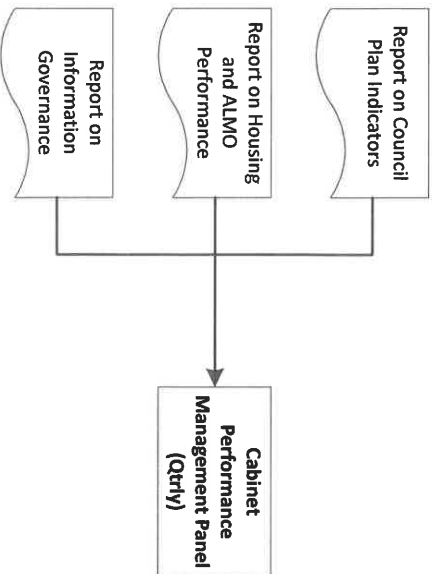 Report on Council
Plan Indicators
Report on Housing
and ALMO
Performance
Report on
Information
Governance
Cabinet
Performance
Management Panel
(Qtrly)